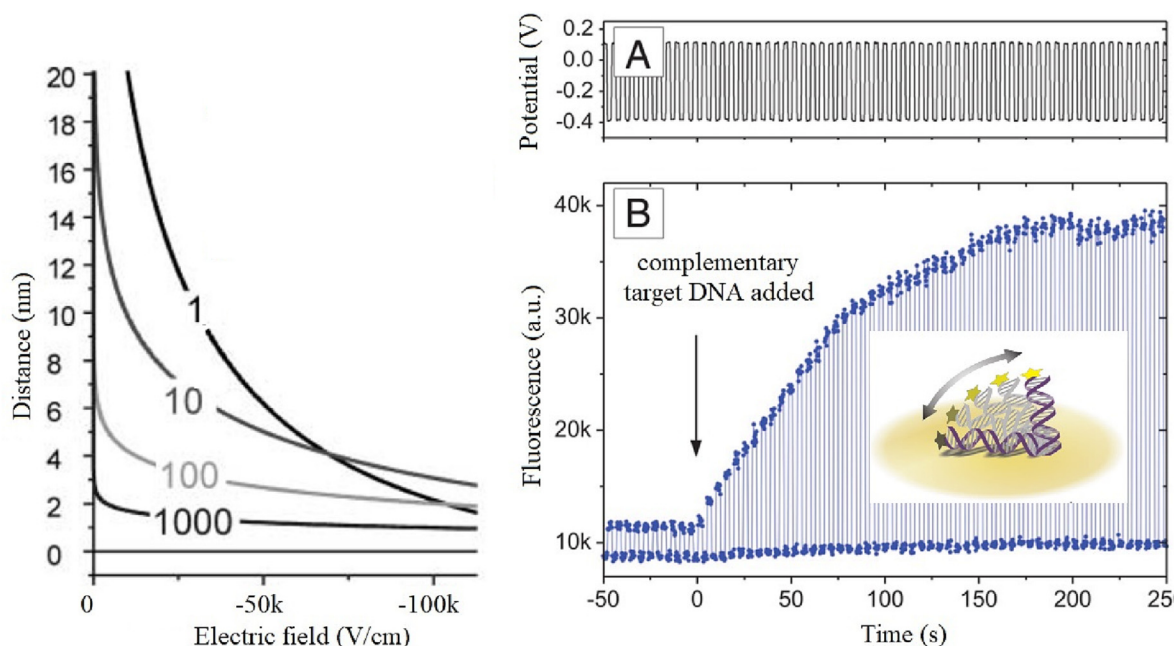 20
18
16
14
12
10
8
6
4
2
0
Distance (nm)
1
10
100
1000
0
-50k
-100k
Electric field (V/cm)
A
Potential (V)
0.2
0.0
-0.2
-0.4
B
Fluorescence (a.u.)
40k
30k
20k
10k
complementary
target DNA added
-50
0
50
100
150
200
250
Time (s)